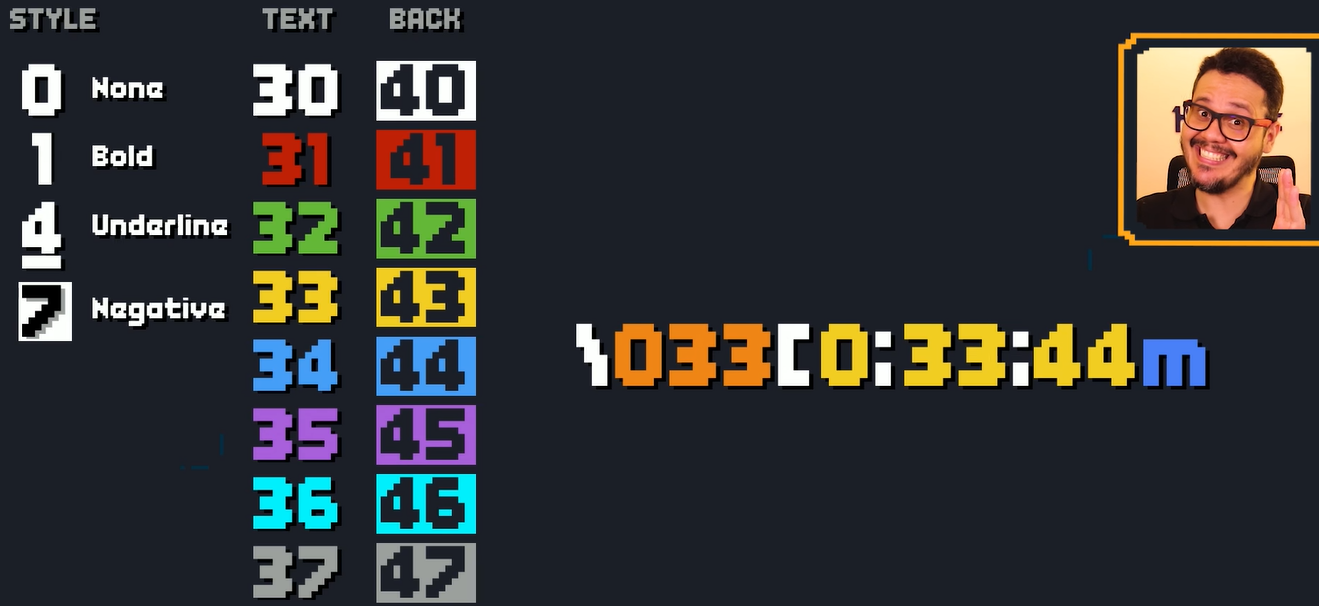 STYLE TEXT BACK
0 None 30 40
1 Bold 31 41
4 Underline 32 42
7 Negative 33 43
34 44
\033[0:33:44m
35 45
36 46
37 47